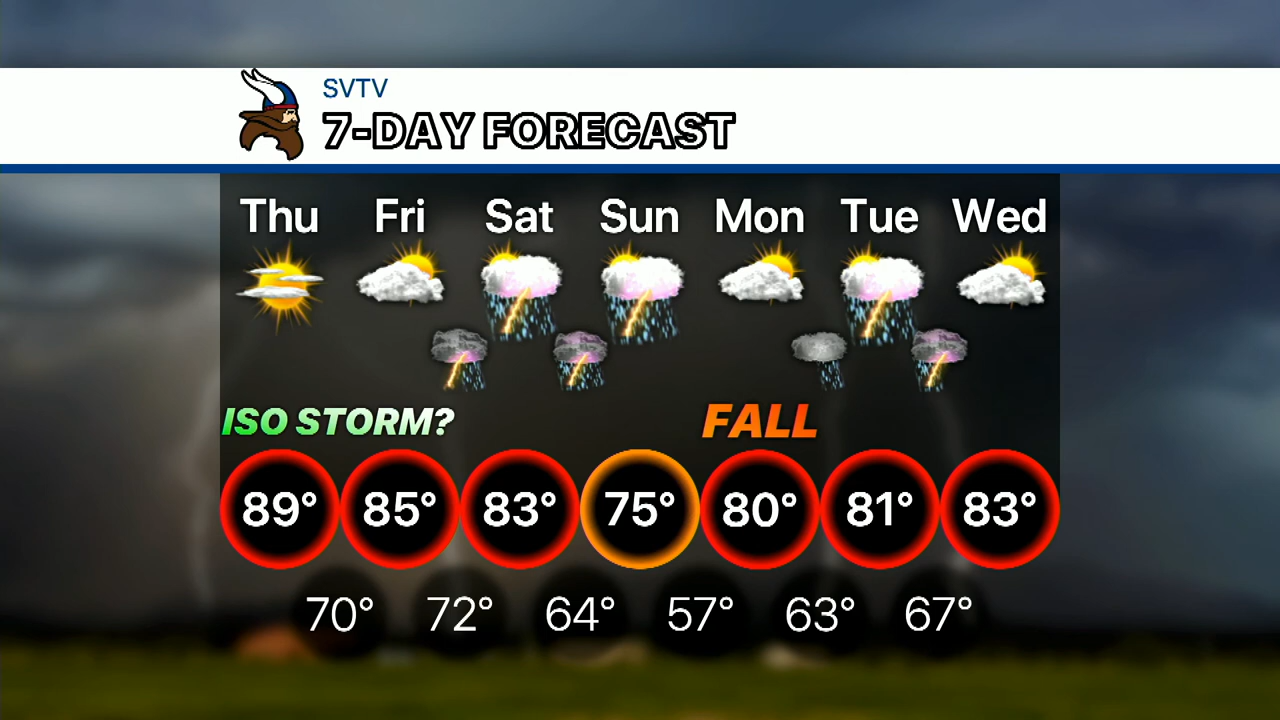 SVTV
7-DAY FORECAST
Thu Fri Sat Sun Mon Tue Wed
ISO STORM? FALL
89° 85° 83° 75° 80° 81° 83°
70° 72° 64° 57° 63° 67°